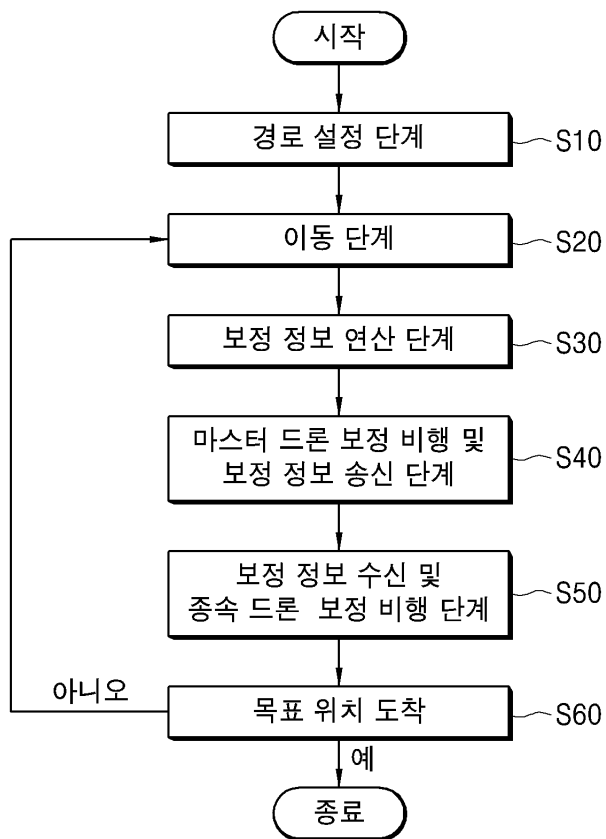 시작
경로 설정 단계
S10
이동 단계
S20
보정 정보 연산 단계
S30
마스터 드론 보정 비행 및
보정 정보 송신 단계
S40
보정 정보 수신 및
종속 드론 보정 비행 단계
S50
아니오
목표 위치 도착
S60
예
종료